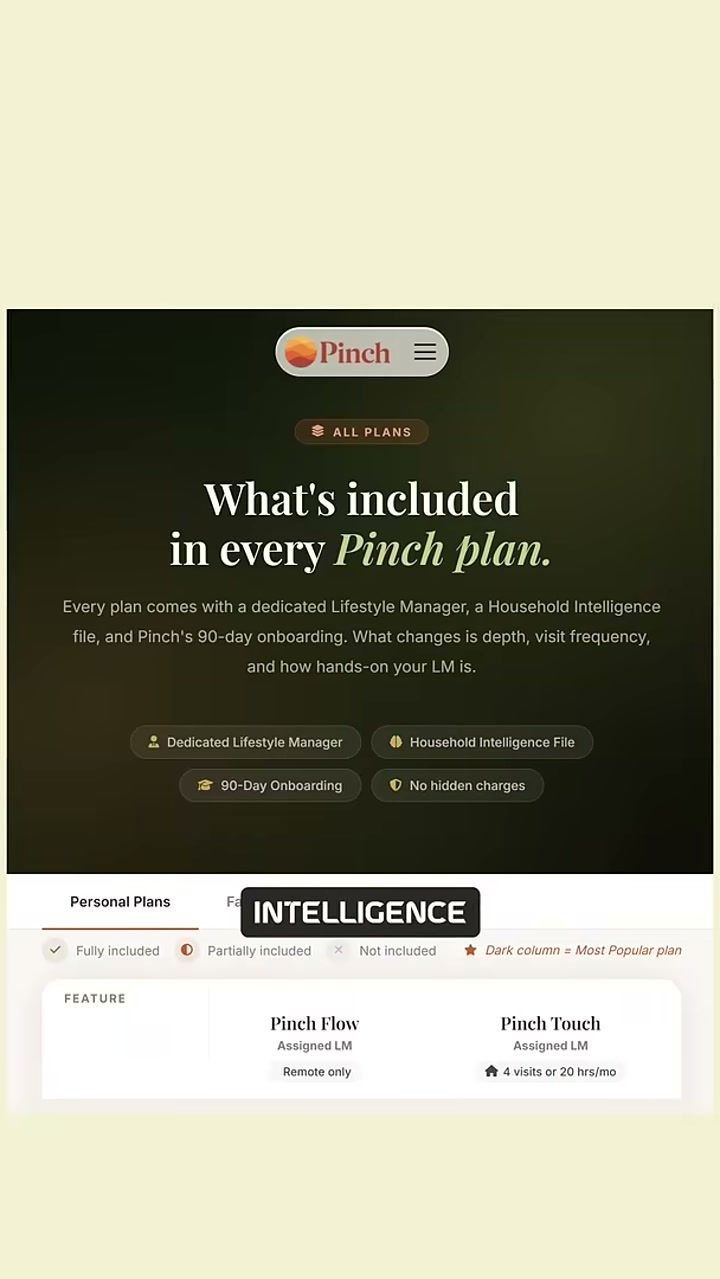 Pinch
ALL PLANS
What's included
in every Pinch plan.
Every plan comes with a dedicated Lifestyle Manager, a Household Intelligence
file, and Pinch's 90-day onboarding. What changes is depth, visit frequency,
and how hands-on your LM is.
Dedicated Lifestyle Manager
Household Intelligence File
90-Day Onboarding
No hidden charges
Personal Plans
INTELLIGENCE
Fully included
Partially included
Not included
Dark column = Most Popular plan
FEATURE
Pinch Flow
Pinch Touch
Assigned LM
Assigned LM
Remote only
4 visits or 20 hrs/mo